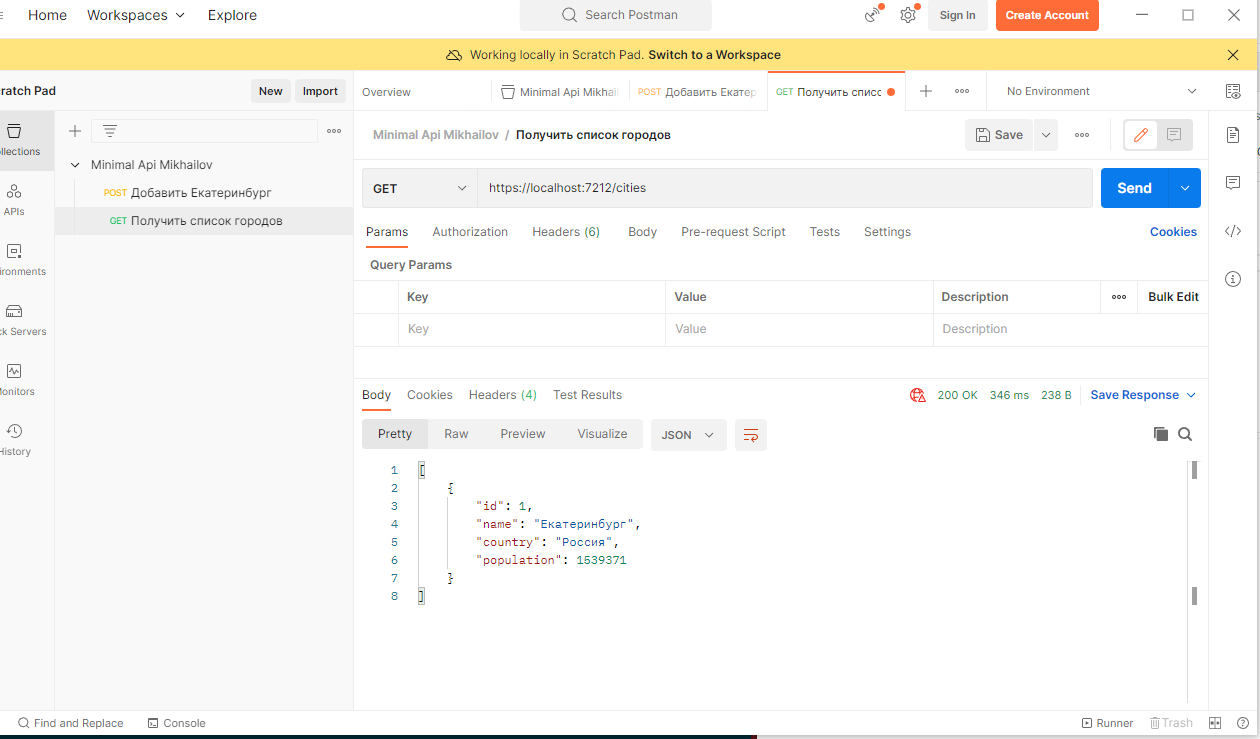 Home Workspaces Explore Search Postman Sign In Create Account
Working locally in Scratch Pad. Switch to a Workspace
ratch Pad New Import Overview Minimal Api Mikhail POST Добавить Екатер GET Получить списс No Environment
Minimal Api Mikhailov / Получить список городов Save
llections
Minimal Api Mikhailov
POST Добавить Екатеринбург
GET Получить список городов
GET https://localhost:7212/cities Send
APIs
Params Authorization Headers (6) Body Pre-request Script Tests Settings Cookies
Query Params
ironments
Key Value Description Bulk Edit
Key Value Description
ck Servers
Monitors
Body Cookies Headers (4) Test Results 200 OK 346 ms 238 B Save Response
Pretty Raw Preview Visualize JSON
History
1 [
2 {
3 "id": 1,
4 "name": "Екатеринбург",
5 "country": "Россия",
6 "population": 1539371
7 }
8 ]
Find and Replace Console Runner Trash